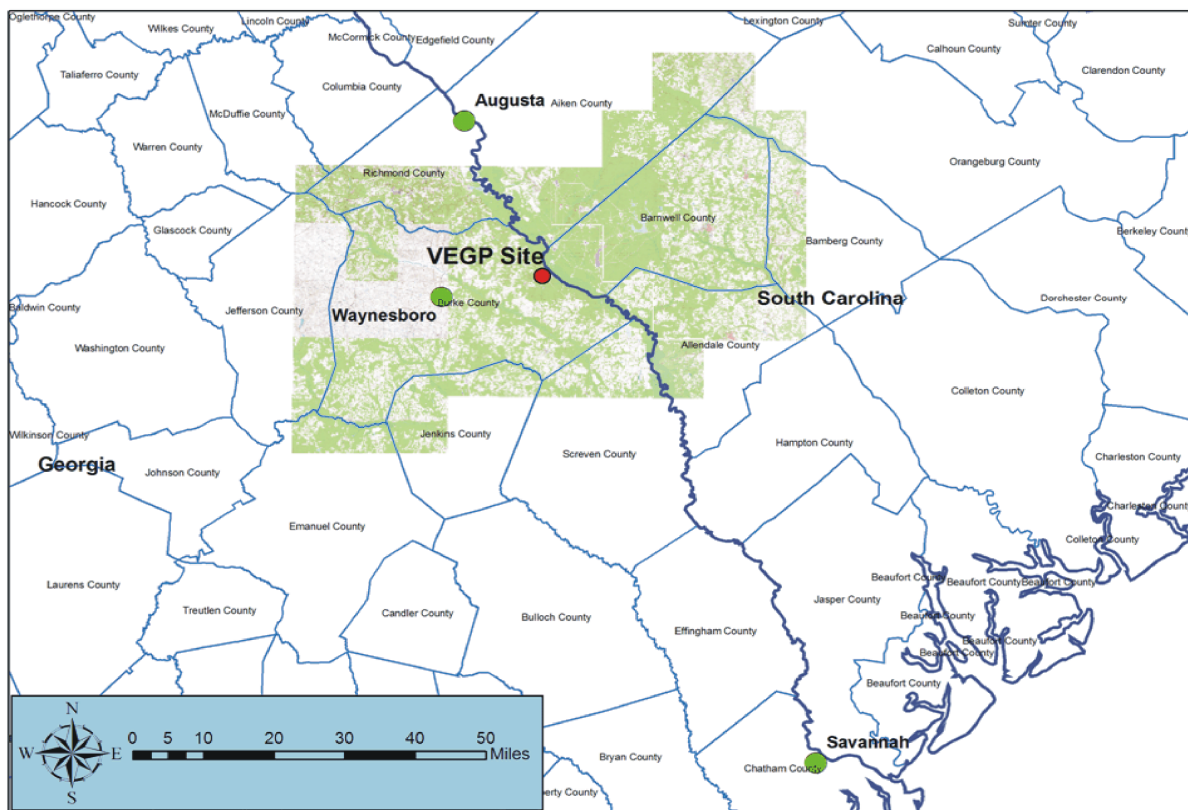 Oglethorpe County
Wilkes County
Lincoln County
McCormick County
Edgefield County
Lexington County
Sumter County
Calhoun County
Clarendon County
Taliaferro County
Columbia County
Augusta
Aiken County
McDuffie County
Warren County
Orangeburg County
Richmond County
Hancock County
Barnwell County
Glascock County
Berkeley County
Bamberg County
VEGP Site
South Carolina
Dorchester County
Baldwin County
Jefferson County
Burke County
Waynesboro
Washington County
Allendale County
Colleton County
Wilkinson County
Jenkins County
Hampton County
Georgia
Johnson County
Screven County
Charleston County
Emanuel County
Charleston County
Colleton County
Laurens County
Beaufort County
Beaufort County
Beaufort County
Treutlen County
Candler County
Bulloch County
Jasper County
Beaufort County
Effingham County
Beaufort County
Beaufort County
Beaufort County
N
W E
S
0 5 10 20 30 40 50
Miles
Savannah
Bryan County
Chatham County
erty County